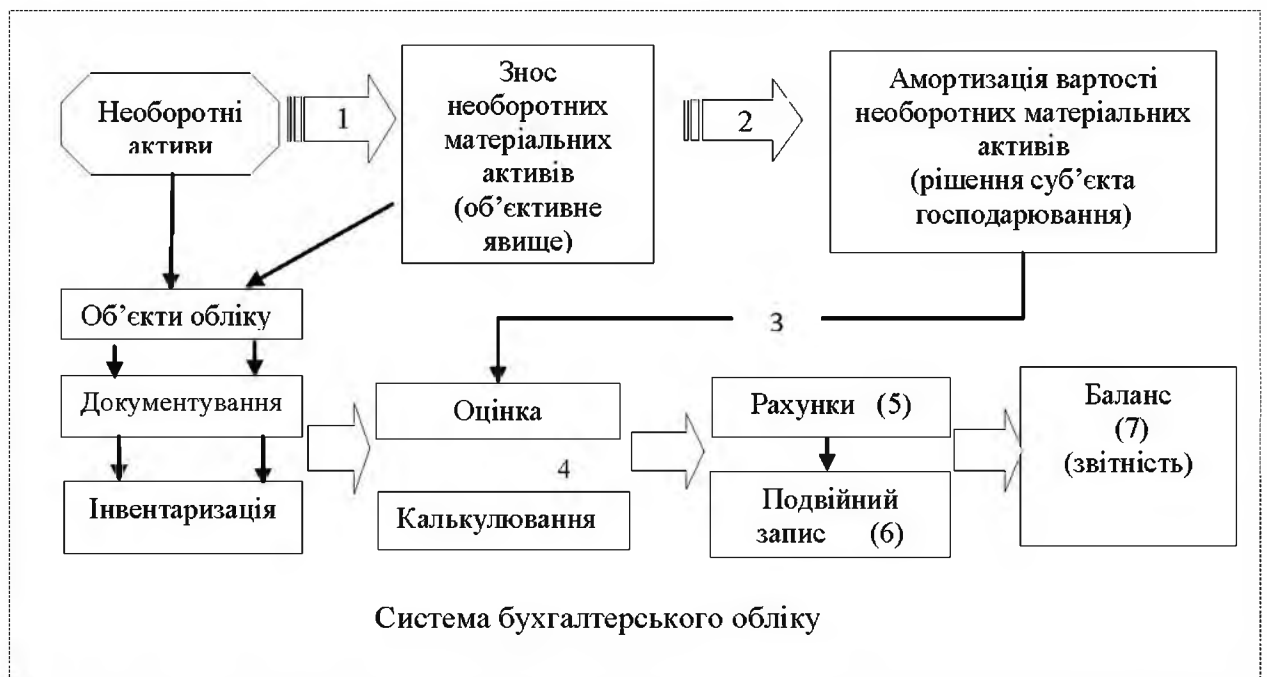 Необоротні
активи
1
Знос
необоротних
матеріальних
активів
(об’єктивне
явище)
2
Амортизація вартості
необоротних матеріальних
активів
(рішення суб’єкта
господарювання)
Об’єкти обліку
3
Документування
Оцінка
Рахунки (5)
Баланс
(7)
(звітність)
4
Інвентаризація
Калькулювання
Подвійний
запис (6)
Система бухгалтерського обліку